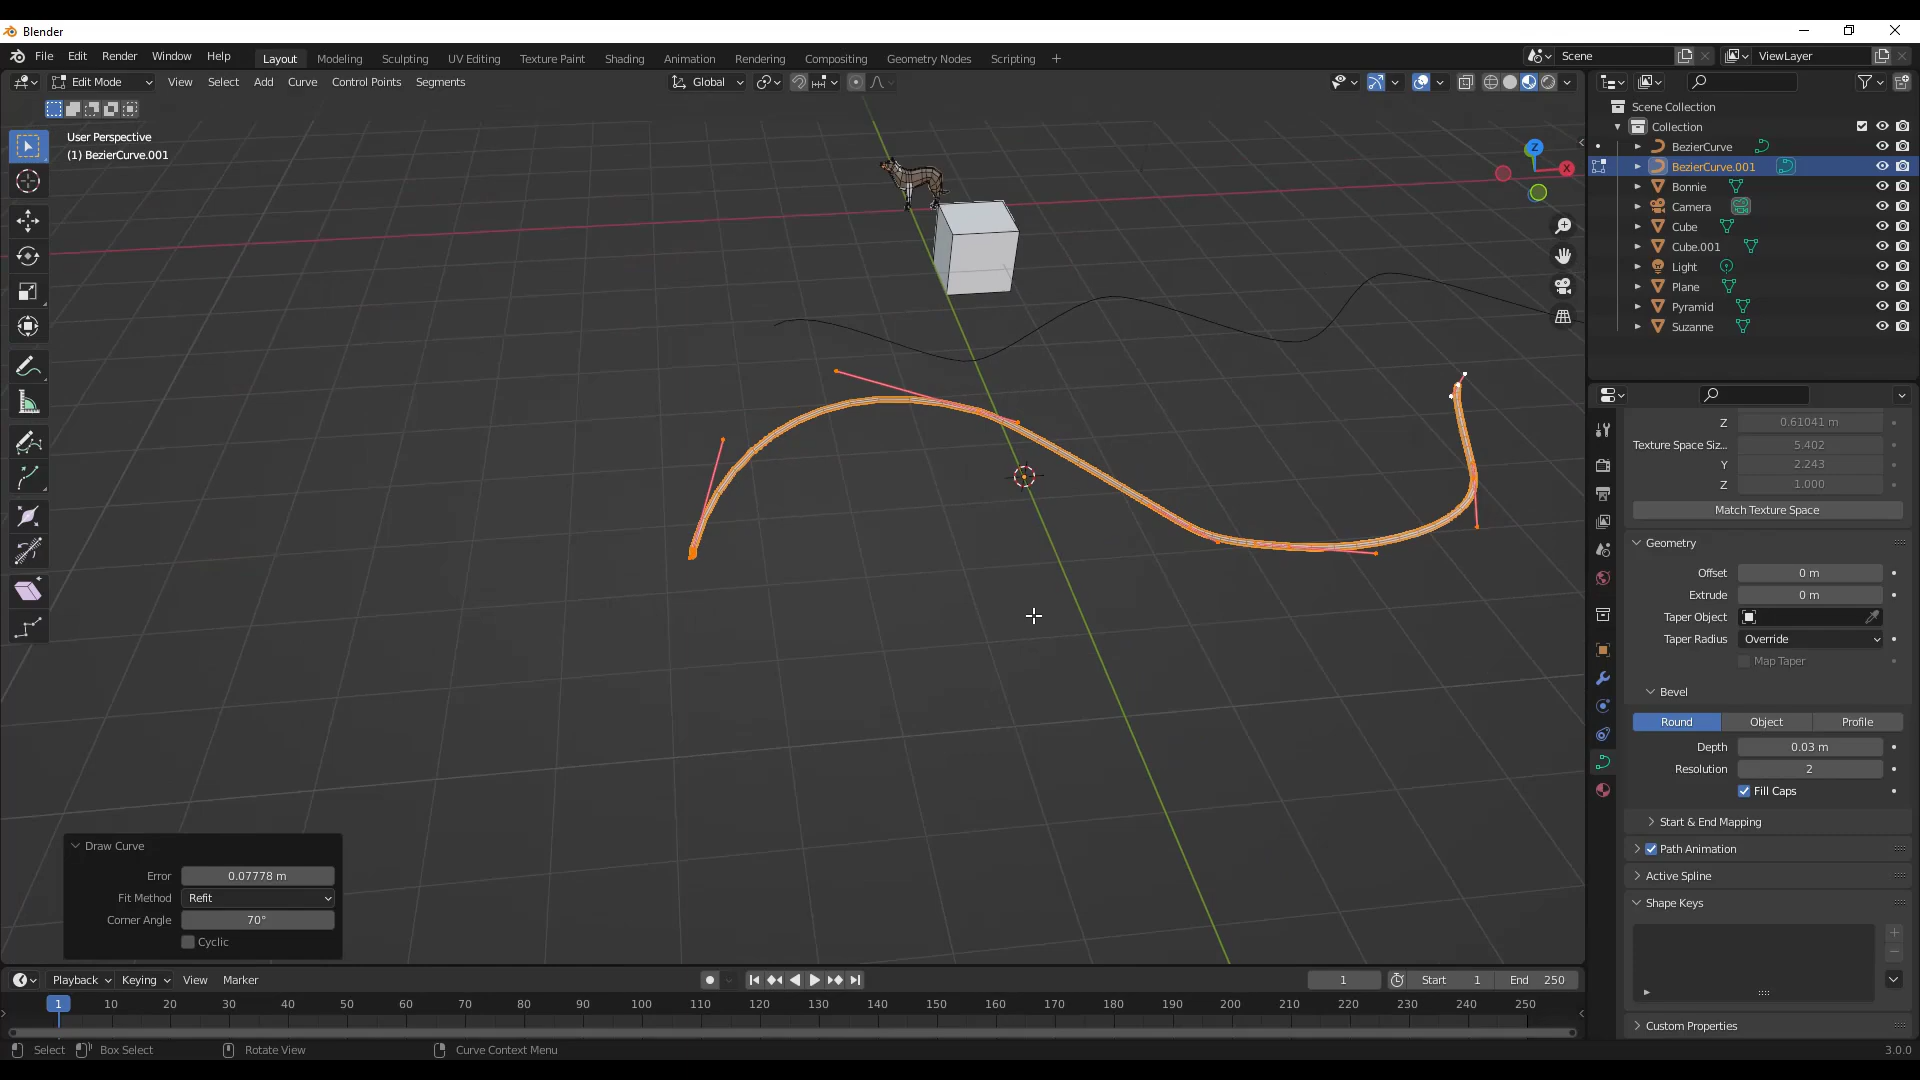 Blender
File Edit Render Window Help Layout Modeling Sculpting UV Editing Texture Paint Shading Animation Rendering Compositing Geometry Nodes Scripting + Scene ViewLayer
Edit Mode View Select Add Curve Control Points Segments Global
User Perspective
(1) BezierCurve.001
Z
X
Scene Collection
Collection
BezierCurve
BezierCurve.001
Bonnie
Camera
Cube
Cube.001
Light
Plane
Pyramid
Suzanne
Z 0.61041 m
Texture Space Siz... 5.402
Y 2.243
Z 1.000
Match Texture Space
Geometry
Offset 0 m
Extrude 0 m
Taper Object
Taper Radius Override
Map Taper
Bevel
Round Object Profile
Depth 0.03 m
Resolution 2
Fill Caps
Start & End Mapping
Path Animation
Active Spline
Shape Keys
Custom Properties
Draw Curve
Error 0.07778 m
Fit Method Refit
Corner Angle 70°
Cyclic
Playback Keying View Marker 1 Start 1 End 250
1 10 20 30 40 50 60 70 80 90 100 110 120 130 140 150 160 170 180 190 200 210 220 230 240 250
Select Box Select Rotate View Curve Context Menu 3.0.0